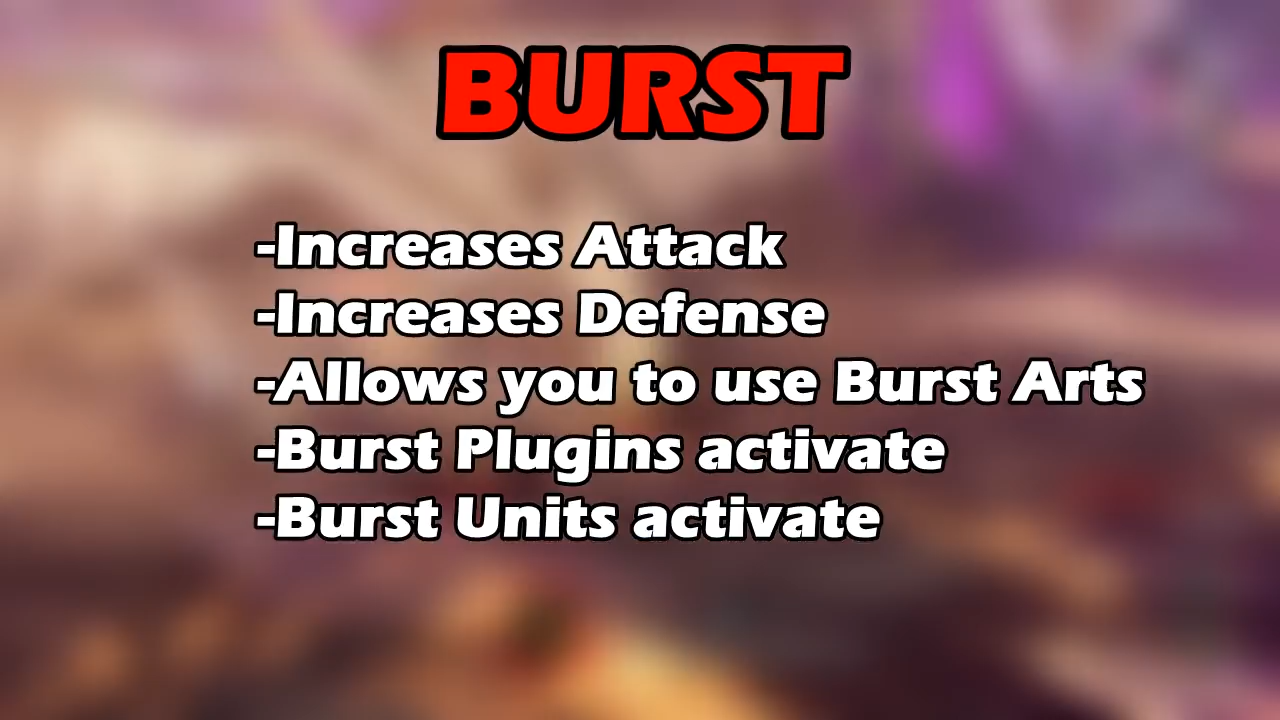 BURST
-Increases Attack
-Increases Defense
-Allows you to use Burst Arts
-Burst Plugins activate
-Burst Units activate